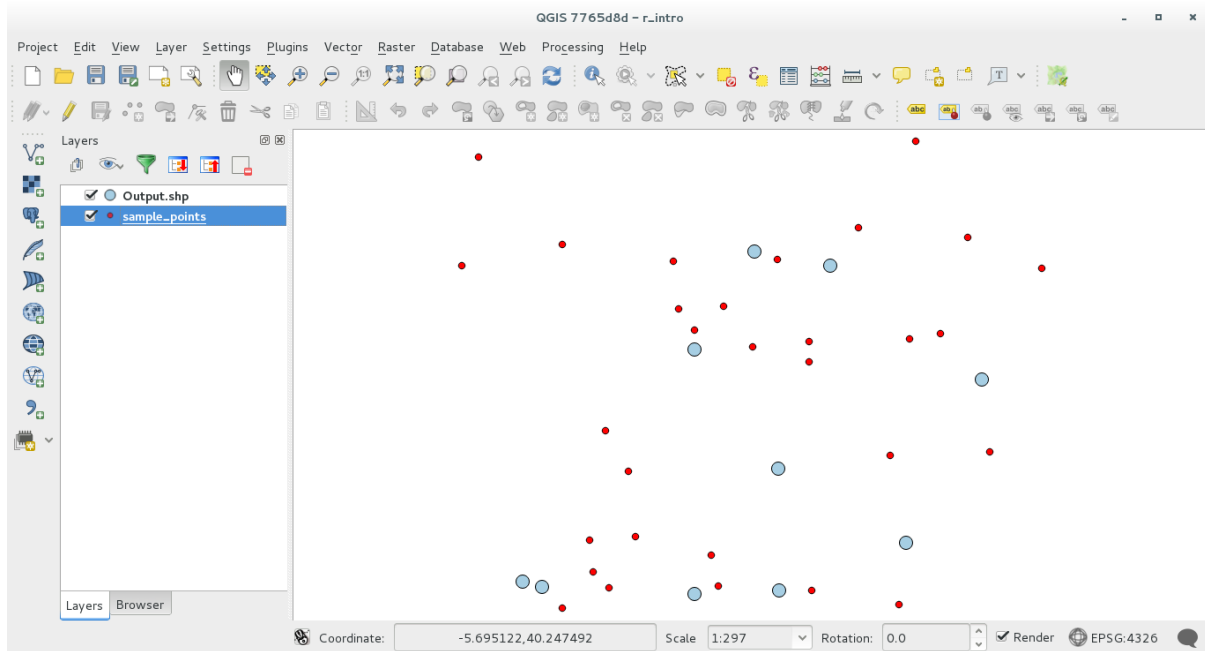 QGIS 7765d8d - r_intro
Project Edit View Layer Settings Plugins Vector Raster Database Web Processing Help
Layers
Output.shp
sample_points
Layers Browser
Coordinate: -5.695122,40.247492 Scale 1:297 Rotation: 0.0 Render EPSG:4326